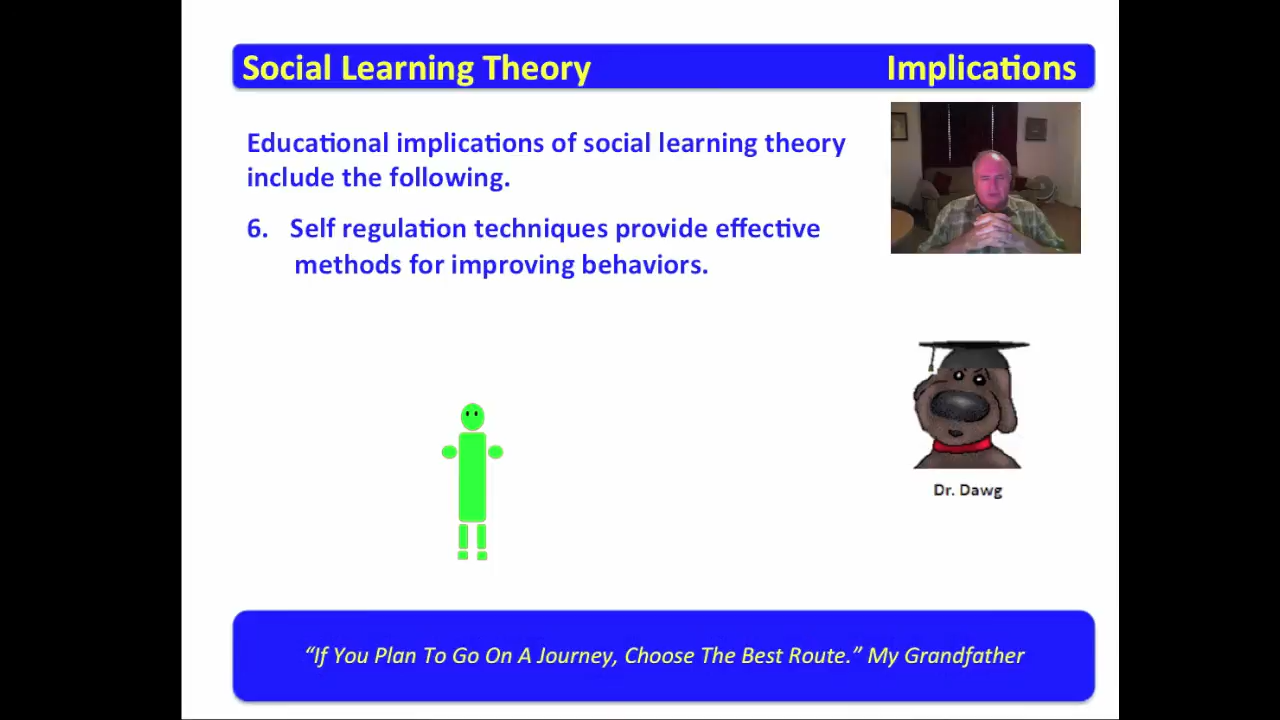 Social Learning Theory Implications
Educational implications of social learning theory
include the following.
6. Self regulation techniques provide effective
methods for improving behaviors.
Dr. Dawg
“If You Plan To Go On A Journey, Choose The Best Route.” My Grandfather